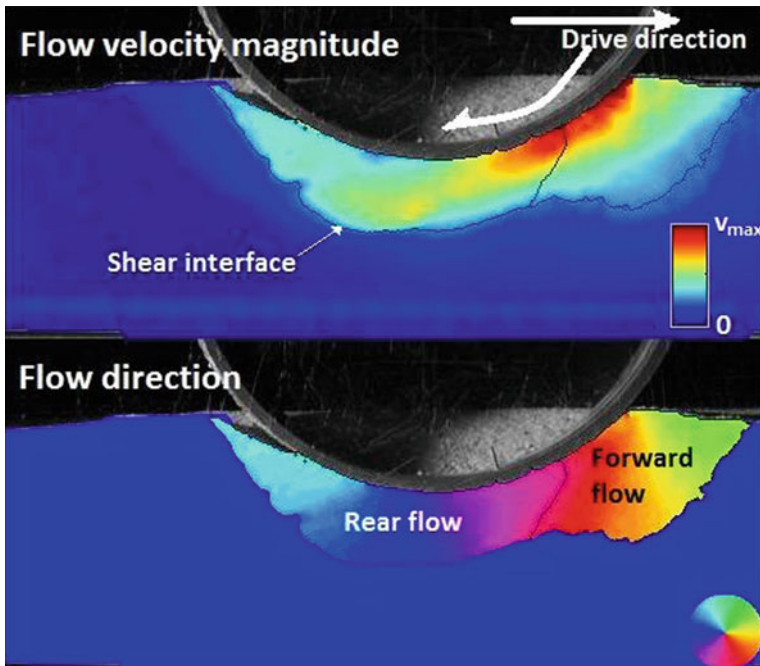 Flow velocity magnitude
Drive direction
Shear interface
vmax
0
Flow direction
Forward
flow
Rear flow